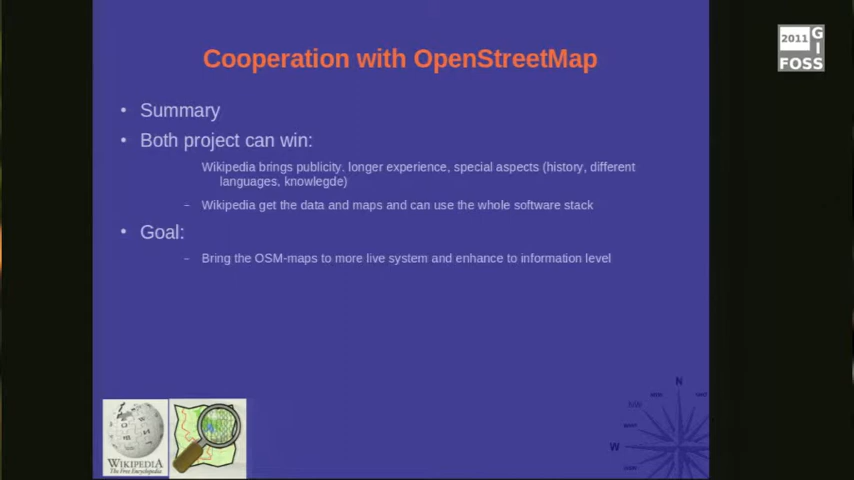 Cooperation with OpenStreetMap
2011
G
I
FOSS
• Summary
• Both project can win:
Wikipedia brings publicity. longer experience, special aspects (history, different
languages, knowlegde)
– Wikipedia get the data and maps and can use the whole software stack
• Goal:
– Bring the OSM-maps to more live system and enhance to information level
N
NW
W
WIKIPEDIA
The Free Encyclopedia